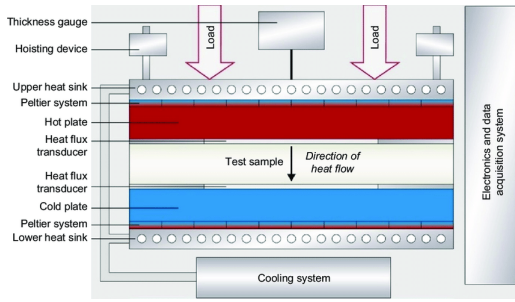 Thickness gauge
Hoisting device
Load
Load
Upper heat sink
Peltier system
Hot plate
Heat flux
transducer
Test sample
Direction of
heat flow
Heat flux
transducer
Cold plate
Peltier system
Lower heat sink
Cooling system
Electronics and data
acquisition system